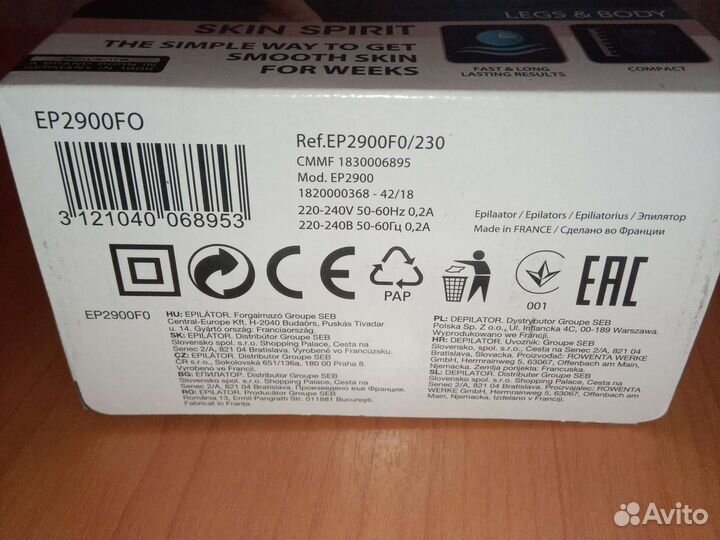 SKIN SPIRIT
THE SIMPLE WAY TO GET
SMOOTH SKIN
FOR WEEKS
LEGS & BODY
FAST & LONG
LASTING RESULTS
COMPACT
EP2900FO
3 121040 068953
Ref.EP2900F0/230
CMMF 1830006895
Mod. EP2900
1820000368 - 42/18
220-240V 50-60Hz 0,2A
220-240В 50-60Гц 0,2А
Epilaator / Epilators / Epiliatorius / Эпилятор
Made in FRANCE / Сделано во Франции
CE
PAP
001
EAC
EP2900F0
HU: EPILÁTOR. Forgalmazó Groupe SEB
Central-Europe Kft. H-2040 Budaörs, Puskás Tivadar
u. 14. Gyártó ország: Franciaország.
SK: EPILÁTOR. Distributor Groupe SEB
Slovensko spol. s.r.o. Shopping Palace, Cesta na
Senec 2/A, 821 04 Bratislava. Vyrobené vo Francúzsku.
CZ: EPILÁTOR. Distributor Groupe SEB
ČR s.r.o., Sokolovská 651/136a, 180 00 Praha 8.
Vyrobeno ve Francii.
BG: ЕПИЛАТОР. Distributor Groupe SEB
Slovensko spol. s.r.o. Shopping Palace, Cesta na
Senec 2/A, 821 04 Bratislava. Произведено във Франция.
RO: EPILATOR. Producător Groupe SEB
România 13, Ermil Pangratti Str. 011881 Bucureşti.
Fabricat în Franţa.
PL: DEPILATOR. Dystrybutor Groupe SEB
Polska Sp. Z o.o., Ul. Inflancka 4C, 00-189 Warszawa.
Wyprodukowano we Francji.
HR: DEPILATOR. Uvoznik: Groupe SEB
Slovensko, spol. s r.o., Cesta na Senec 2/A, 821 04
Bratislava, Slovacka. Proizvođač: ROWENTA WERKE
GmbH, Herrnrainweg 5, 63067, Offenbach am Main,
Njemacka. Zemlja porijekla: Francuska.
SL: DEPILATOR. Distributor Groupe SEB
Slovensko spol. s.r.o. Shopping Palace, Cesta na
Senec 2/A, 821 04 Bratislava. Proizvajalec: ROWENTA
WERKE GmbH., Herrnrainweg 5, 63067, Offenbach am
Main, Njemacka. Izdelano v Franciji.
Avito